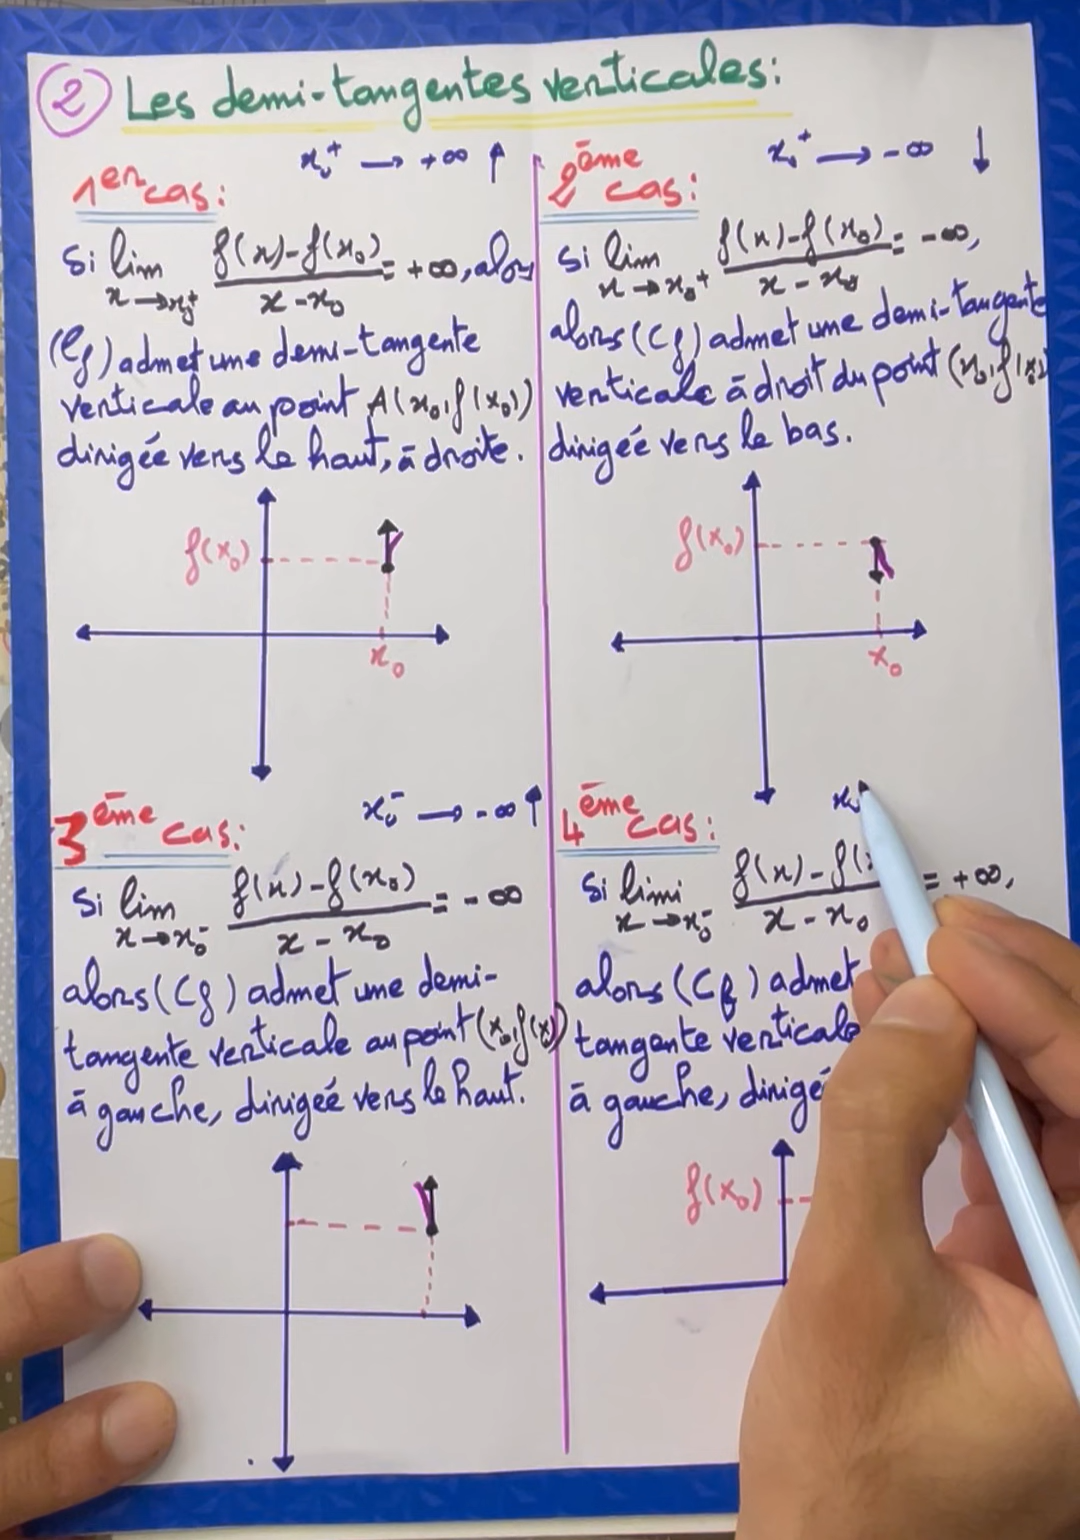 2 Les demi-tangentes verticales:
1er cas:
x₀⁺ → +∞ ↑
Si lim x→x₀⁺ f(x)-f(x₀) / x-x₀ = +∞, alors
(Cf) admet une demi-tangente
verticale au point A(x₀, f(x₀))
dirigée vers le haut, à droite.
f(x₀)
x₀
2ème cas:
x₀⁺ → -∞ ↓
Si lim x→x₀⁺ f(x)-f(x₀) / x-x₀ = -∞,
alors (Cf) admet une demi-tangente
verticale à droit du point (x₀, f(x₀)
dirigée vers le bas.
f(x₀)
x₀
3ème cas:
x₀⁻ → -∞ ↑
Si lim x→x₀⁻ f(x)-f(x₀) / x-x₀ = -∞
alors (Cf) admet une demi-
tangente verticale au point (x₀, f(x₀))
à gauche, dirigée vers le haut.
4ème cas:
x₀
Si limi x→x₀⁻ f(x)-f( / x-x₀ = +∞,
alors (Cf) admet
tangente verticale
à gauche, dirigé
f(x₀)